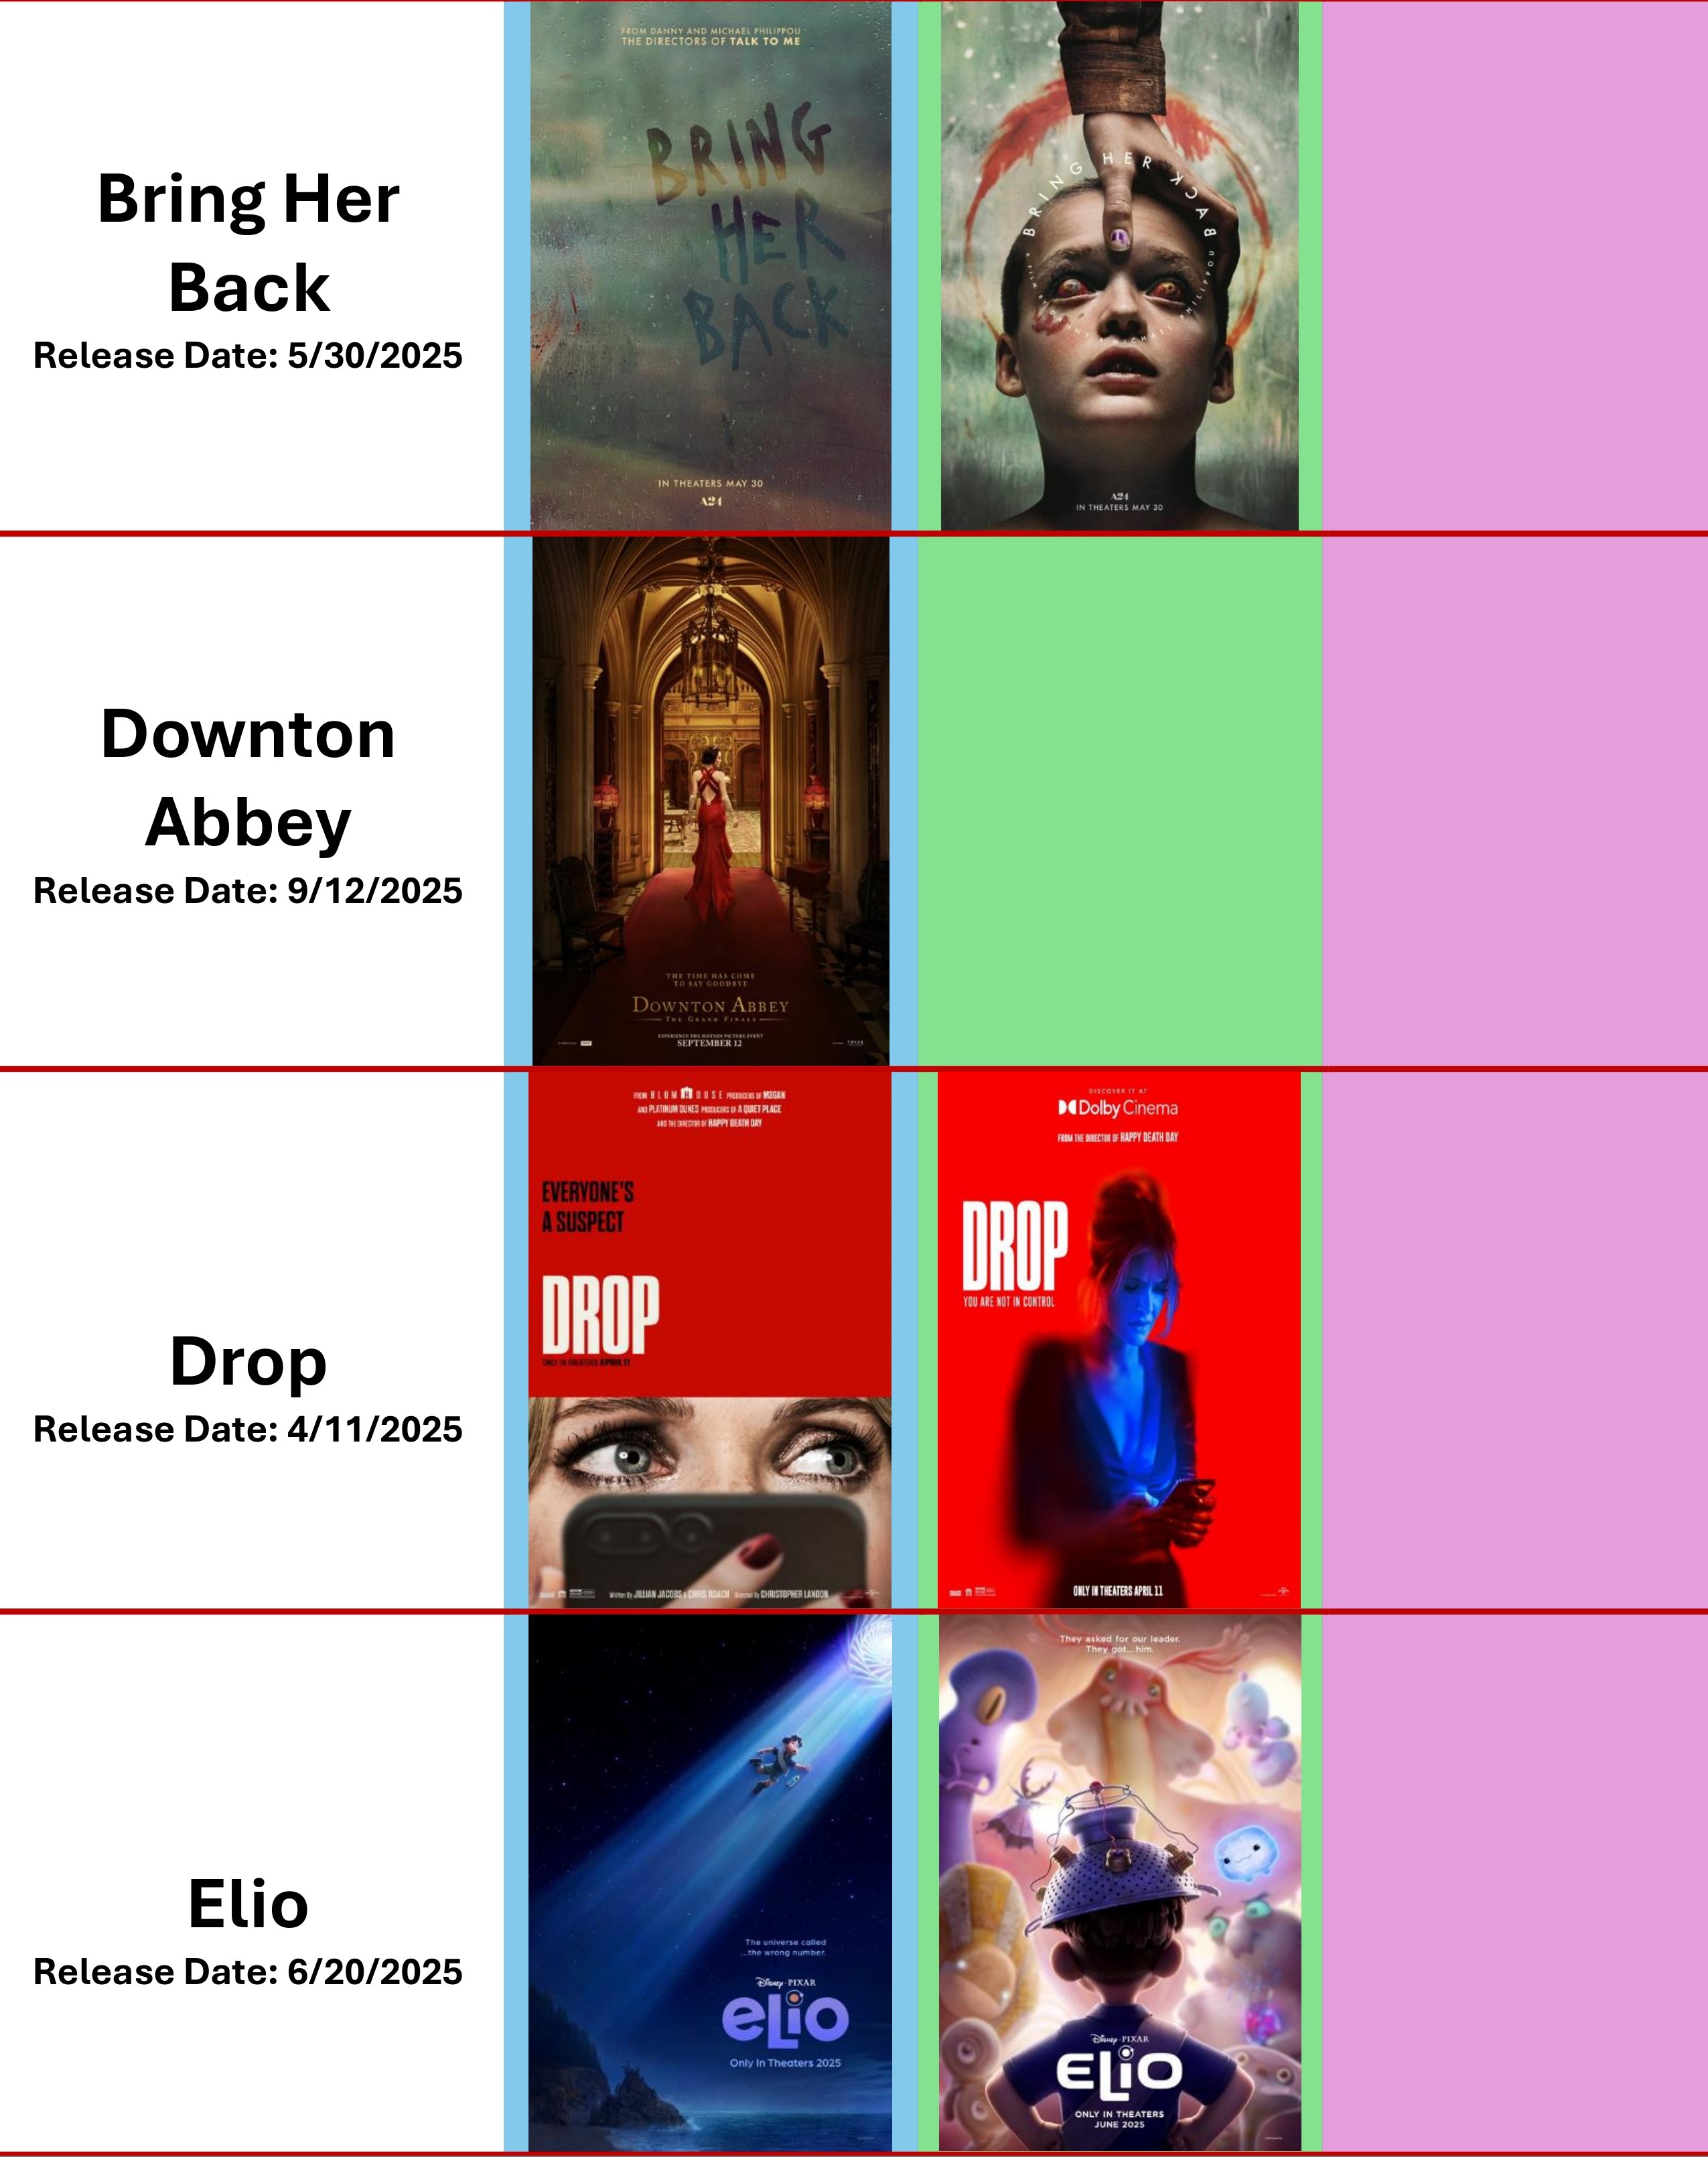 Bring Her
Back
Release Date: 5/30/2025
FROM DANNY AND MICHAEL PHILIPPOU
THE DIRECTORS OF TALK TO ME
BRING
HER
BACK
IN THEATERS MAY 30
A24
BRING HER BACK
A24
IN THEATERS MAY 30
Downton
Abbey
Release Date: 9/12/2025
THE TIME HAS COME
TO SAY GOODBYE
DOWNTON ABBEY
THE GRAND FINALE
EXPERIENCE THE MOTION PICTURE EVENT
SEPTEMBER 12
FOCUS
Drop
Release Date: 4/11/2025
FROM BLUMHOUSE PRODUCERS OF M3GAN
AND PLATINUM DUNES PRODUCERS OF A QUIET PLACE
AND THE DIRECTOR OF HAPPY DEATH DAY
EVERYONE'S
A SUSPECT
DROP
ONLY IN THEATERS APRIL 11
Written By JILLIAN JACOBS & CHRIS ROACH Directed By CHRISTOPHER LANDON
DISCOVER IT AT
Dolby Cinema
FROM THE DIRECTOR OF HAPPY DEATH DAY
DROP
YOU ARE NOT IN CONTROL
ONLY IN THEATERS APRIL 11
Elio
Release Date: 6/20/2025
The universe called
...the wrong number.
Disney · PIXAR
eLio
Only In Theaters 2025
They asked for our leader.
They got... him.
Disney · PIXAR
ELiO
ONLY IN THEATERS
JUNE 2025